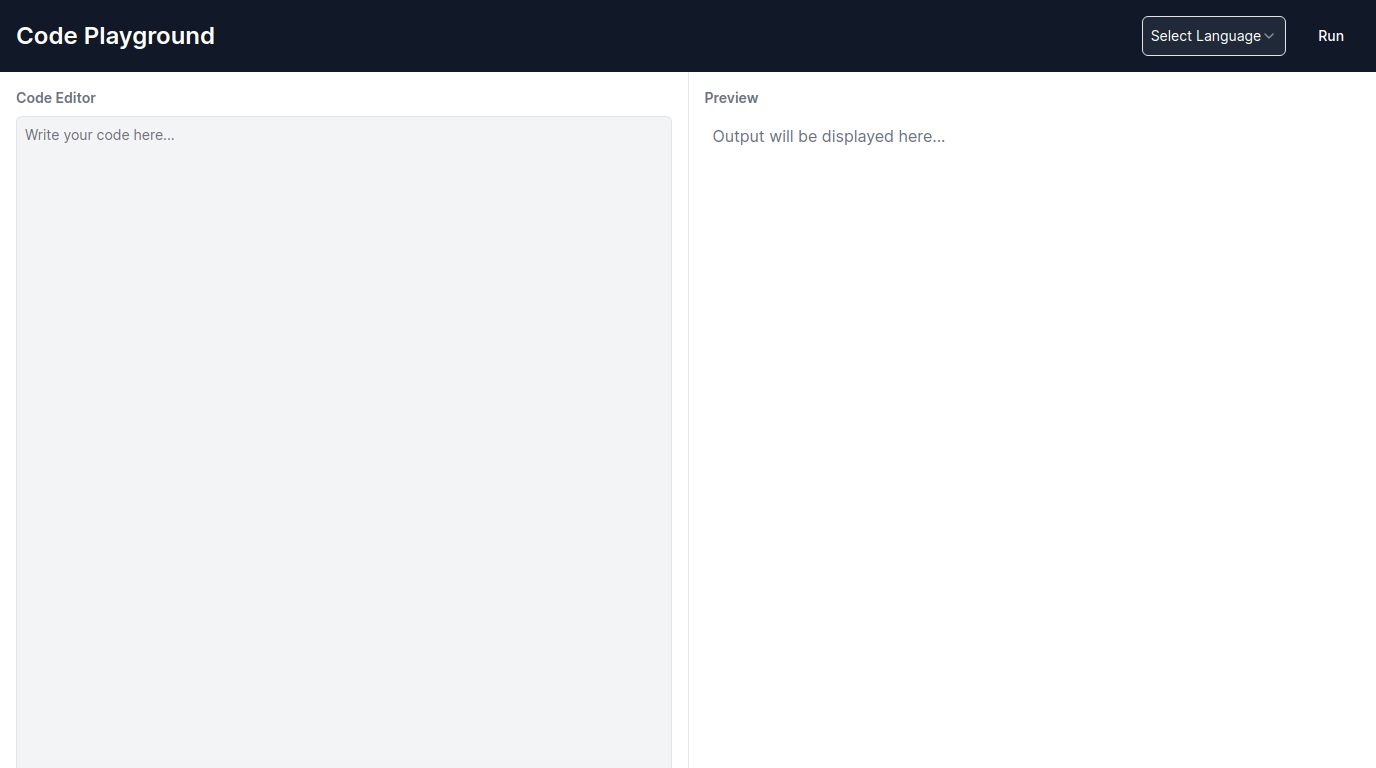 Code Playground
Select Language
Run
Code Editor
Write your code here...
Preview
Output will be displayed here...